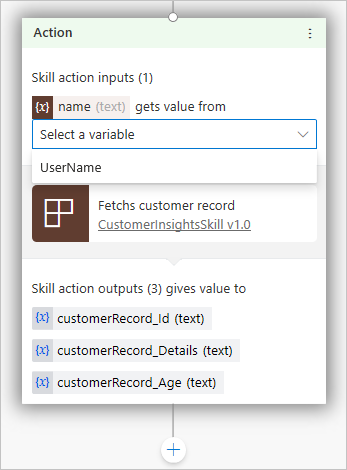 Action
Skill action inputs (1)
{x} name (text) gets value from
Select a variable
UserName
Fetchs customer record
CustomerInsightsSkill v1.0
Skill action outputs (3) gives value to
{x} customerRecord_Id (text)
{x} customerRecord_Details (text)
{x} customerRecord_Age (text)